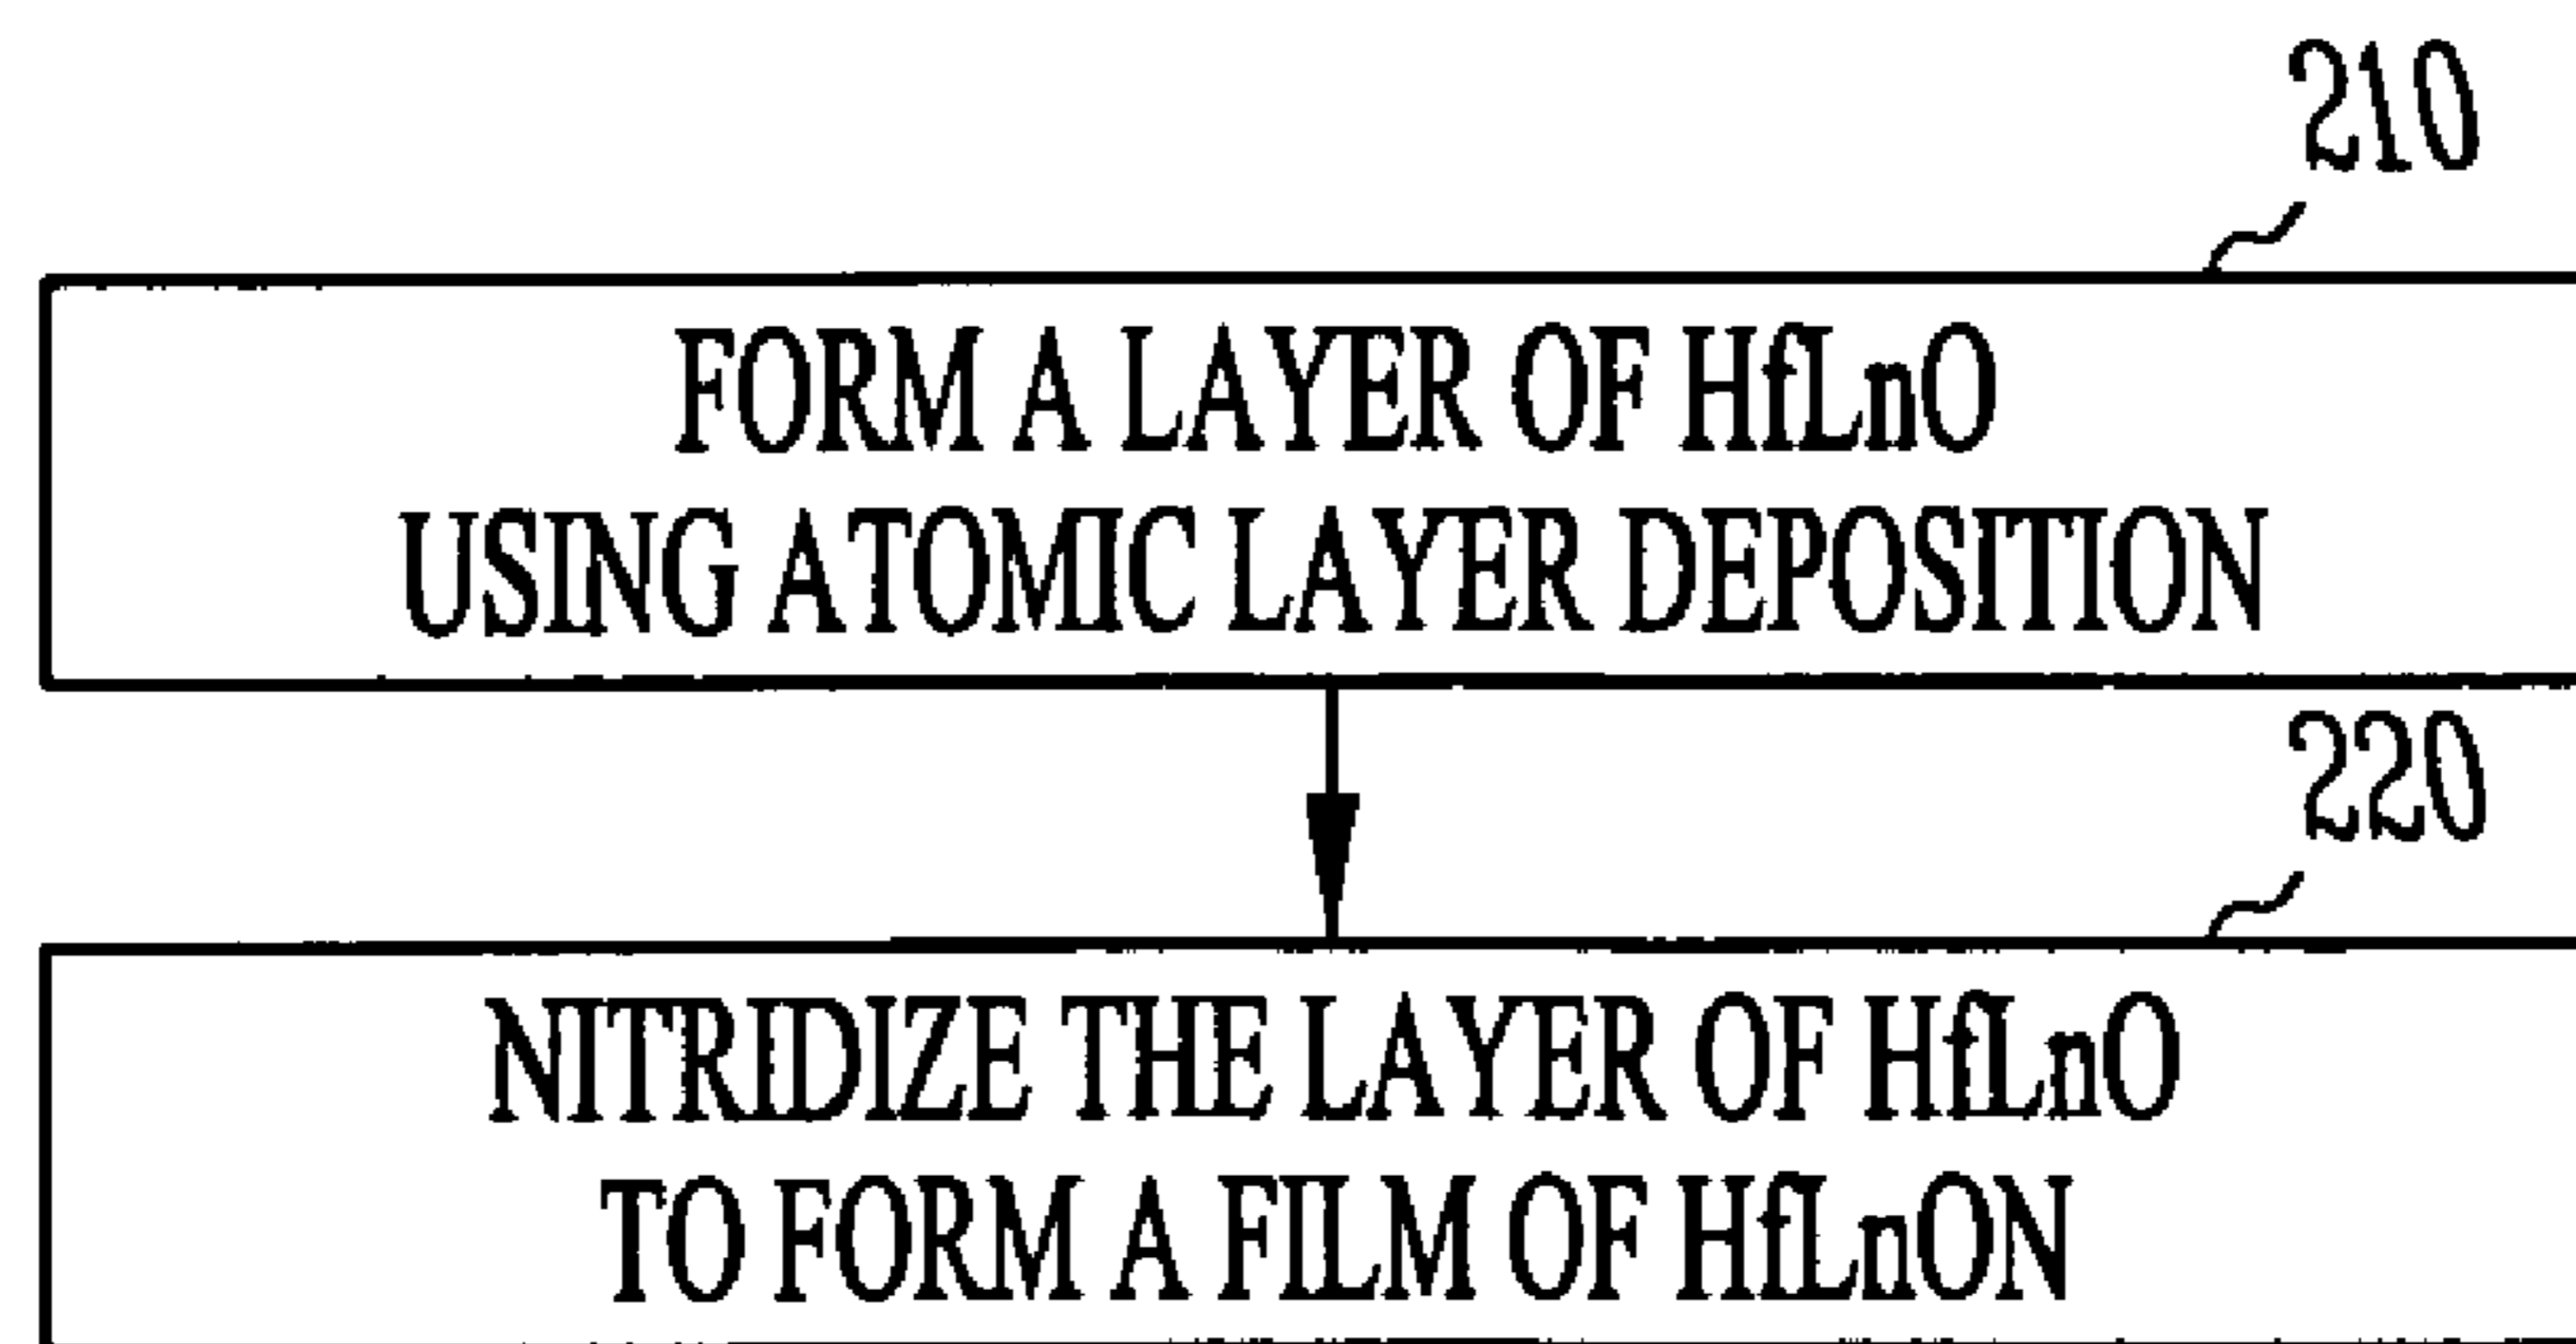 210
FORM A LAYER OF HfLnO
USING ATOMIC LAYER DEPOSITION
220
NITRIDIZE THE LAYER OF HfLnO
TO FORM A FILM OF HfLnON